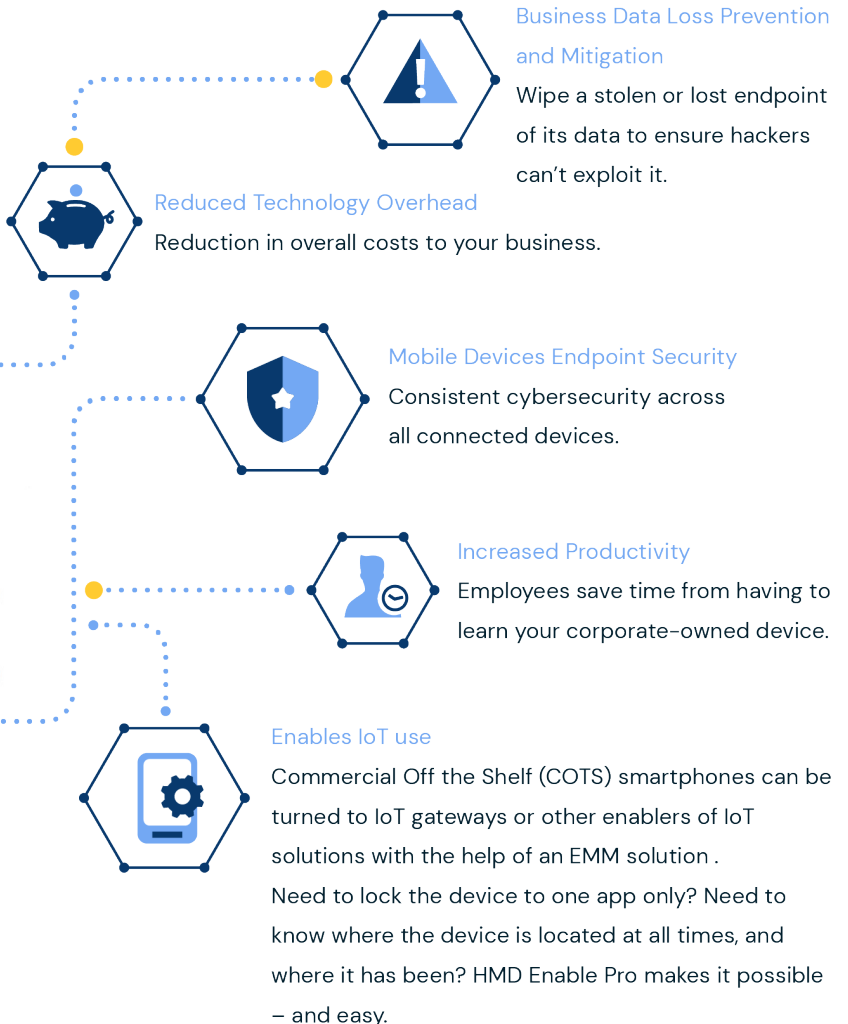 Business Data Loss Prevention
and Mitigation
Wipe a stolen or lost endpoint
of its data to ensure hackers
can’t exploit it.
Reduced Technology Overhead
Reduction in overall costs to your business.
Mobile Devices Endpoint Security
Consistent cybersecurity across
all connected devices.
Increased Productivity
Employees save time from having to
learn your corporate-owned device.
Enables IoT use
Commercial Off the Shelf (COTS) smartphones can be
turned to IoT gateways or other enablers of IoT
solutions with the help of an EMM solution .
Need to lock the device to one app only? Need to
know where the device is located at all times, and
where it has been? HMD Enable Pro makes it possible
– and easy.